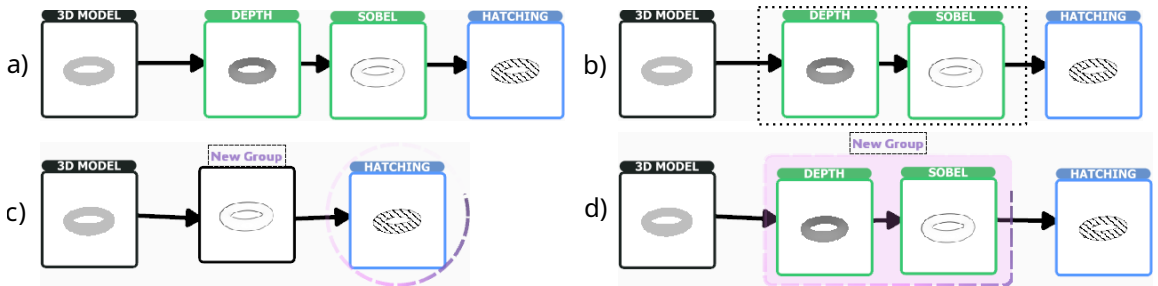 a)
3D MODEL
DEPTH
SOBEL
HATCHING
b)
3D MODEL
DEPTH
SOBEL
HATCHING
c)
3D MODEL
New Group
HATCHING
d)
3D MODEL
New Group
DEPTH
SOBEL
HATCHING